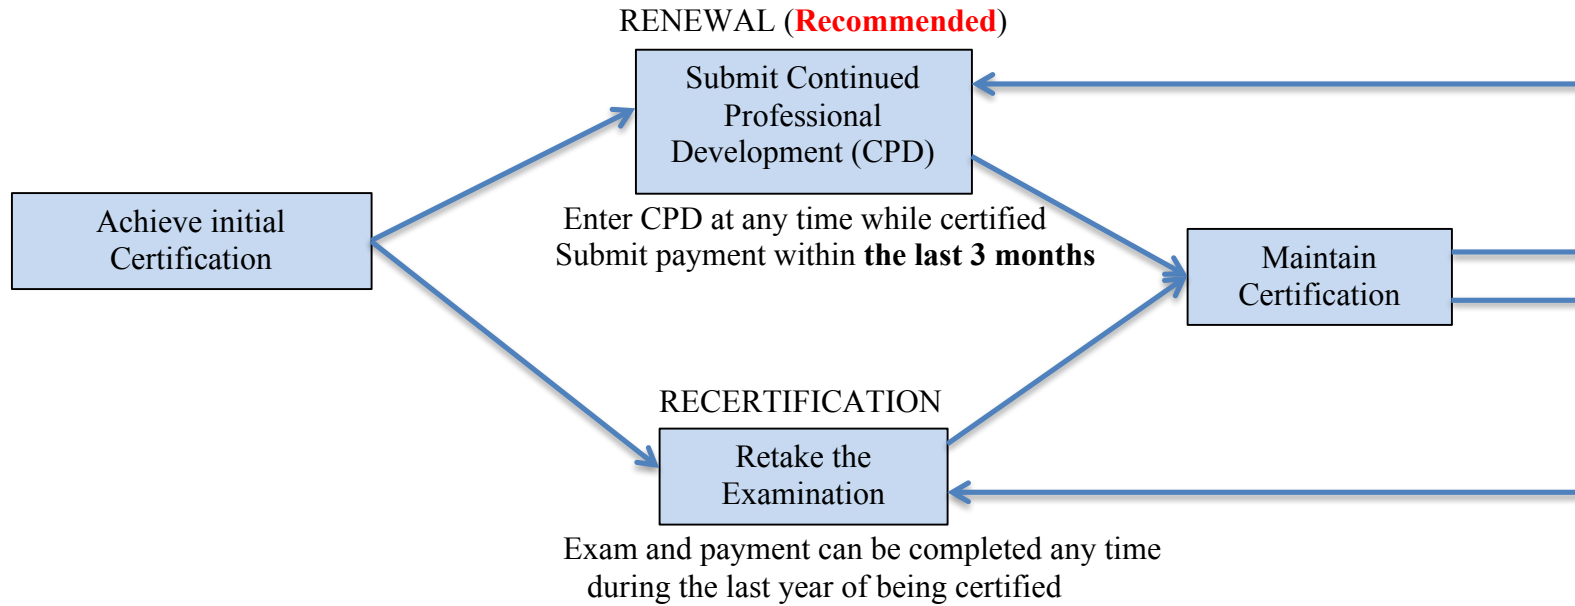 RENEWAL (Recommended)
Submit Continued
Professional
Development (CPD)
Enter CPD at any time while certified
Submit payment within the last 3 months
Achieve initial
Certification
Maintain
Certification
RECERTIFICATION
Retake the
Examination
Exam and payment can be completed any time
during the last year of being certified